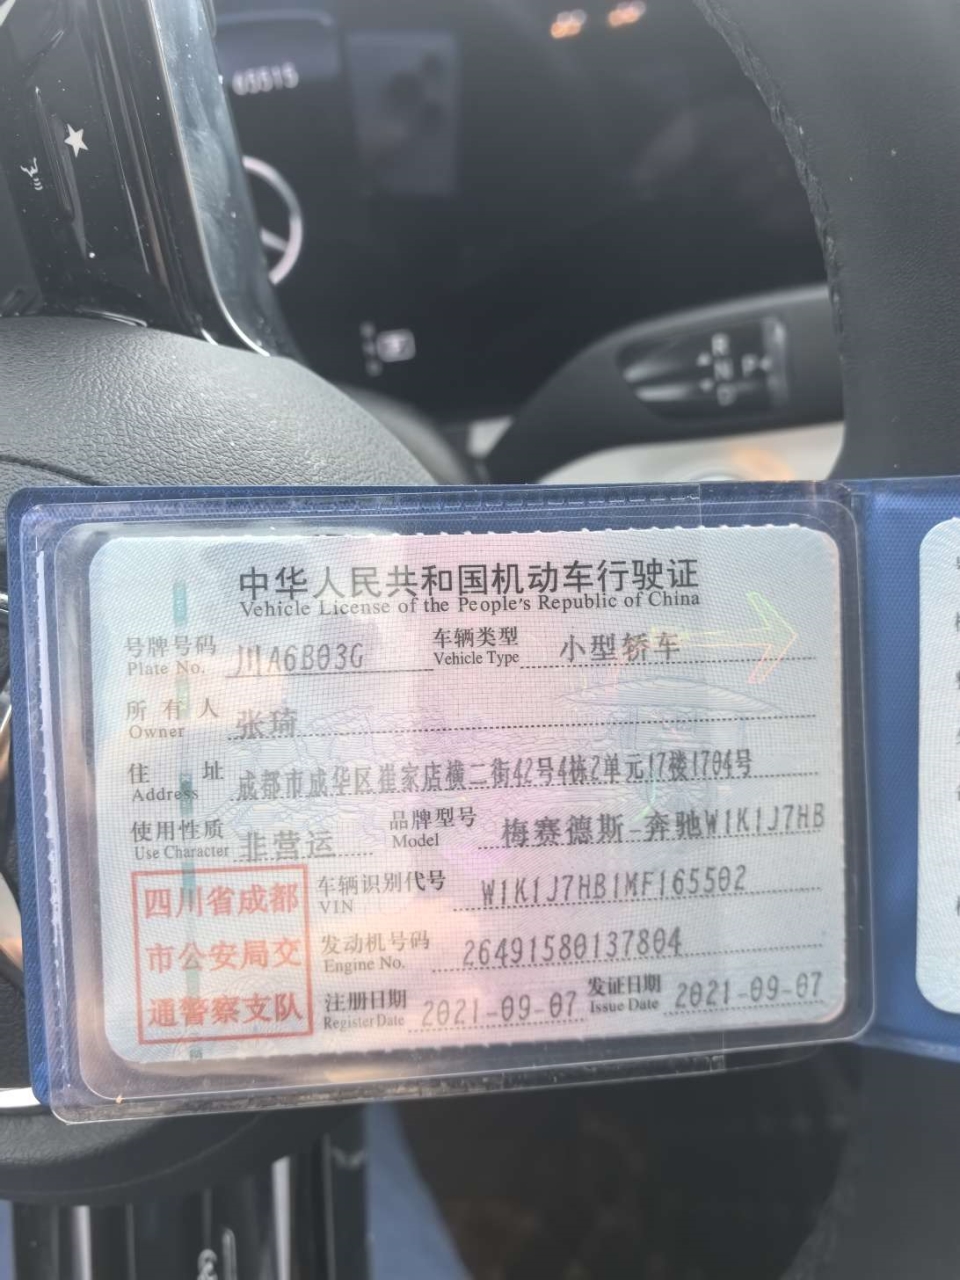 65515
R
N P
D
中华人民共和国机动车行驶证
Vehicle License of the People's Republic of China
号牌号码 川A6B03G 车辆类型 小型轿车
Plate No. Vehicle Type
所有人 张琦
Owner
住址 成都市成华区崔家店横二街42号4栋2单元17楼1704号
Address
使用性质 非营运 品牌型号 梅赛德斯-奔驰W1K1J7HB
Use Character Model
四川省成都
市公安局交
通警察支队
车辆识别代号 W1K1J7HB1MF165502
VIN
发动机号码 26491580137804
Engine No.
注册日期 2021-09-07 发证日期 2021-09-07
Register Date Issue Date